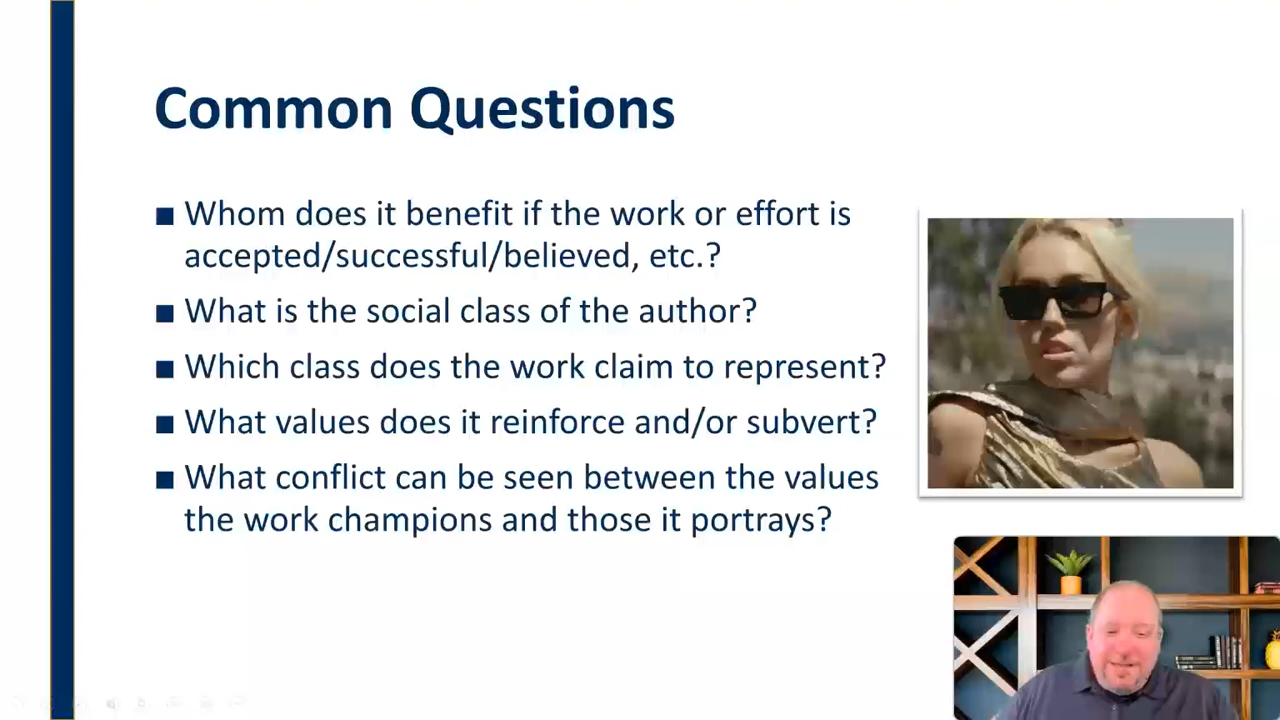 Common Questions
■ Whom does it benefit if the work or effort is
accepted/successful/believed, etc.?
■ What is the social class of the author?
■ Which class does the work claim to represent?
■ What values does it reinforce and/or subvert?
■ What conflict can be seen between the values
the work champions and those it portrays?